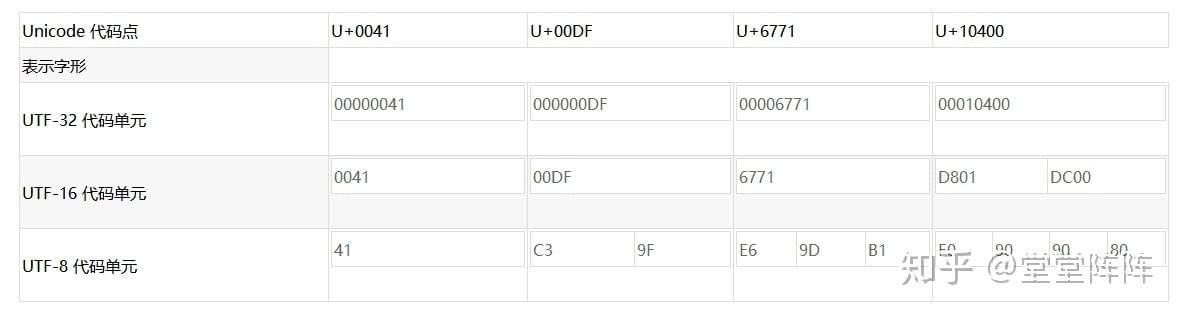 Unicode 代码点 U+0041 U+00DF U+6771 U+10400
表示字形
UTF-32 代码单元 00000041 000000DF 00006771 00010400
UTF-16 代码单元 0041 00DF 6771 D801 DC00
UTF-8 代码单元 41 C3 9F E6 9D B1 F0 90 90 80
知乎 @堂堂阵阵